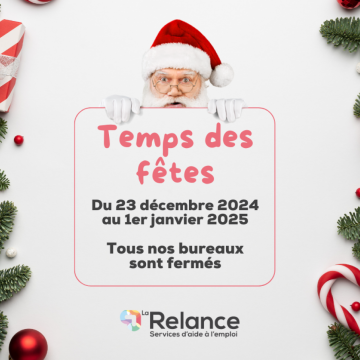 Temps des
fêtes
Du 23 décembre 2024
au 1er janvier 2025
Tous nos bureaux
sont fermés
La
Relance
Services d'aide à l'emploi